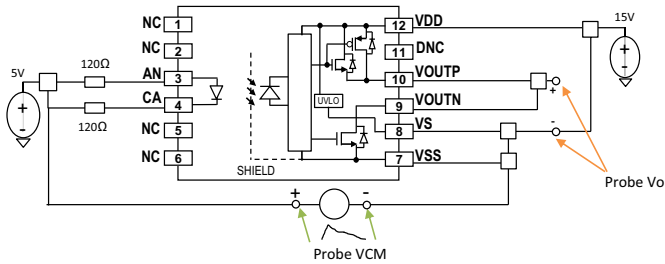 NC 1
NC 2
5V 120Ω AN 3
CA 4
120Ω
NC 5
NC 6
+
-
UVLO
SHIELD
12 VDD
11 DNC
10 VOUTP
9 VOUTN
8 VS
7 VSS
15V
+
-
+
-
Probe Vo
+ -
Probe VCM